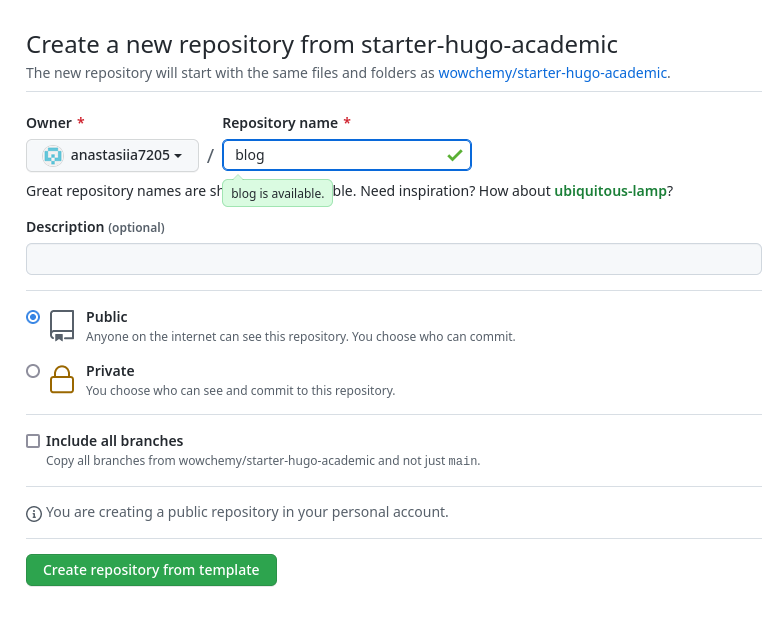 Create a new repository from starter-hugo-academic
The new repository will start with the same files and folders as wowchemy/starter-hugo-academic.
Owner * Repository name *
anastasiia7205 / blog
Great repository names are sh ble. Need inspiration? How about ubiquitous-lamp?
blog is available.
Description (optional)
Public
Anyone on the internet can see this repository. You choose who can commit.
Private
You choose who can see and commit to this repository.
Include all branches
Copy all branches from wowchemy/starter-hugo-academic and not just main.
You are creating a public repository in your personal account.
Create repository from template